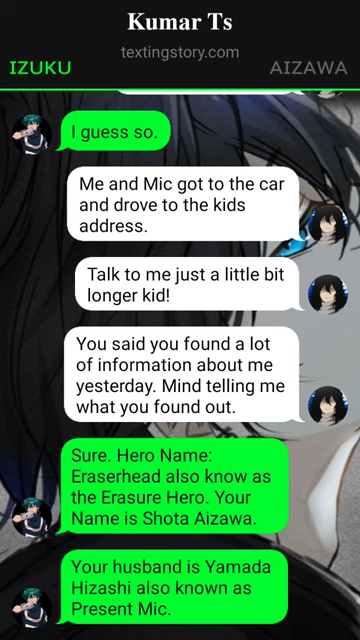 Kumar Ts
textingstory.com
IZUKU
AIZAWA
I guess so.
Me and Mic got to the car
and drove to the kids
address.
Talk to me just a little bit
longer kid!
You said you found a lot
of information about me
yesterday. Mind telling me
what you found out.
Sure. Hero Name:
Eraserhead also know as
the Erasure Hero. Your
Name is Shota Aizawa.
Your husband is Yamada
Hizashi also known as
Present Mic.